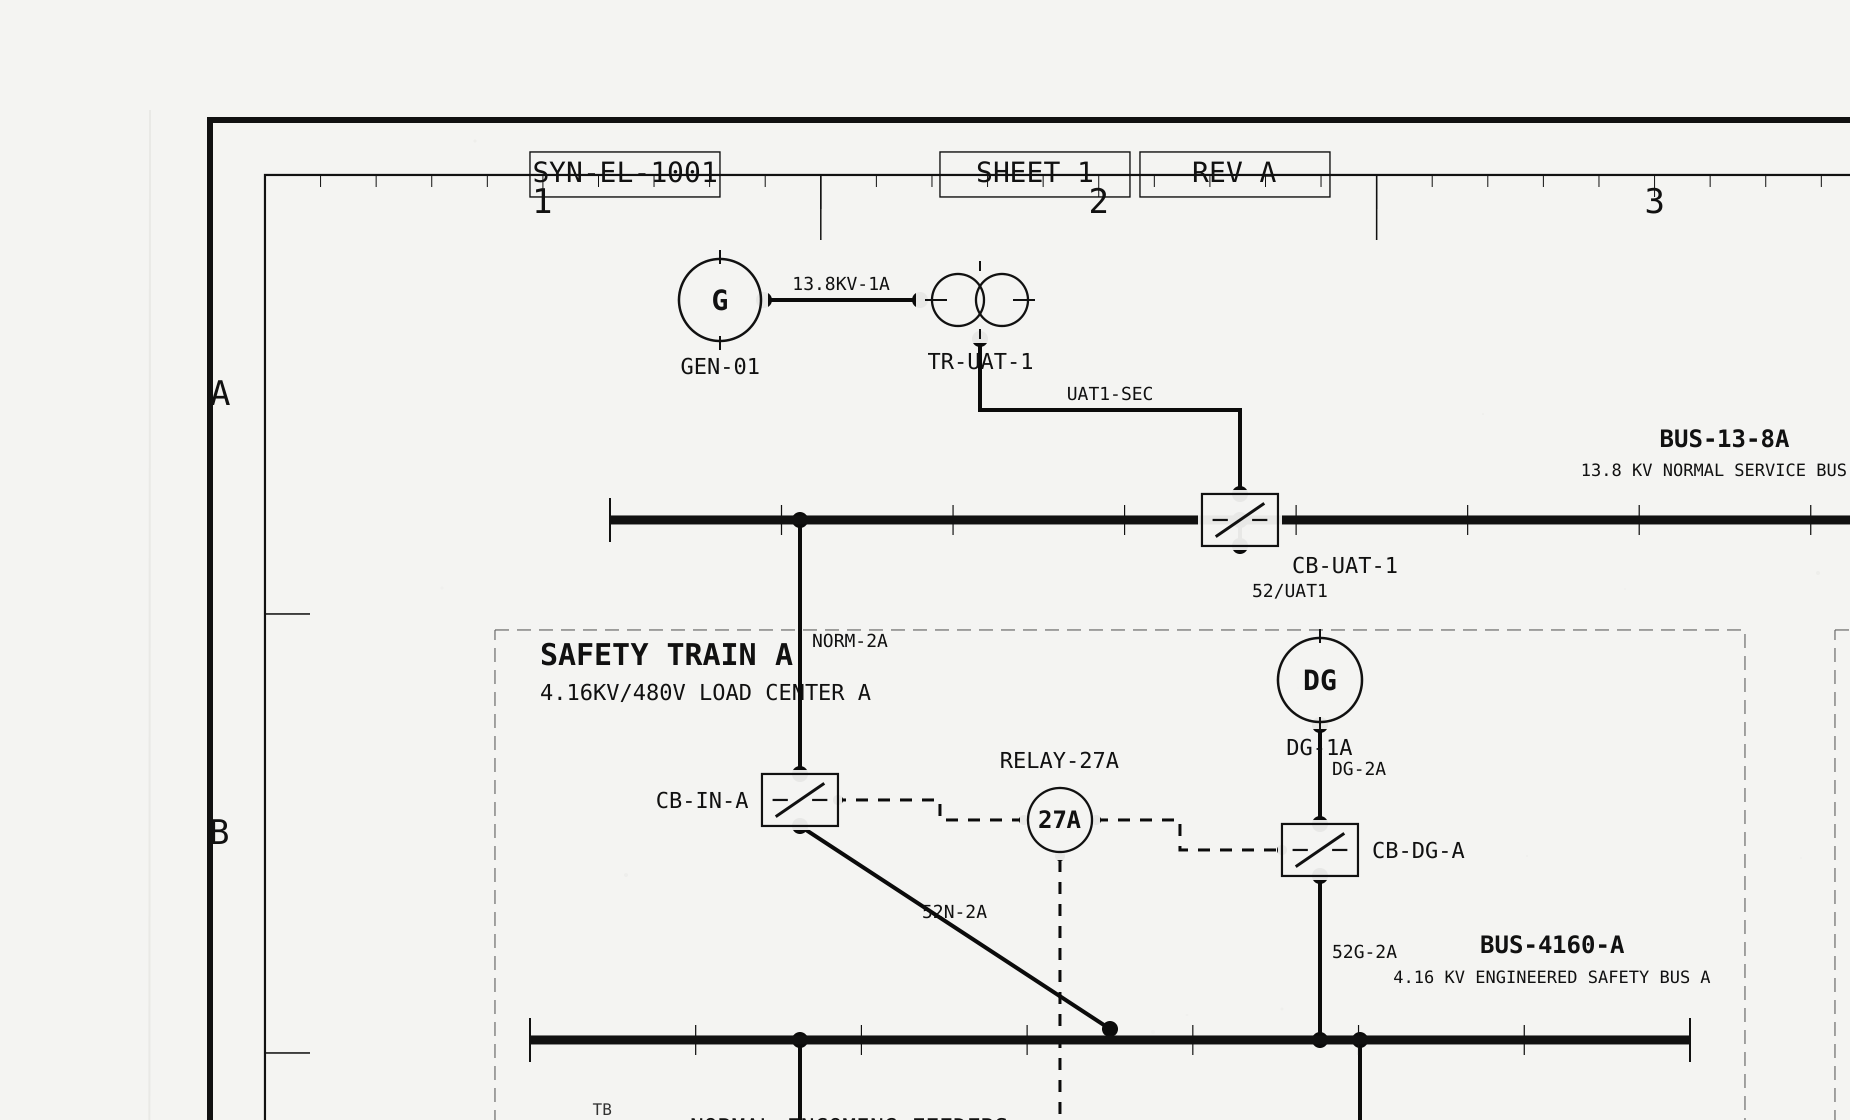 SYN-EL-1001
SHEET 1
REV A
1
2
3
13.8KV-1A
G
GEN-01
TR-UAT-1
A
UAT1-SEC
BUS-13-8A
13.8 KV NORMAL SERVICE BUS
CB-UAT-1
52/UAT1
NORM-2A
SAFETY TRAIN A
4.16KV/480V LOAD CENTER A
DG
DG-1A
DG-2A
RELAY-27A
CB-IN-A
27A
B
CB-DG-A
52N-2A
52G-2A
BUS-4160-A
4.16 KV ENGINEERED SAFETY BUS A
TB
NORMAL INCOMING FEEDERS